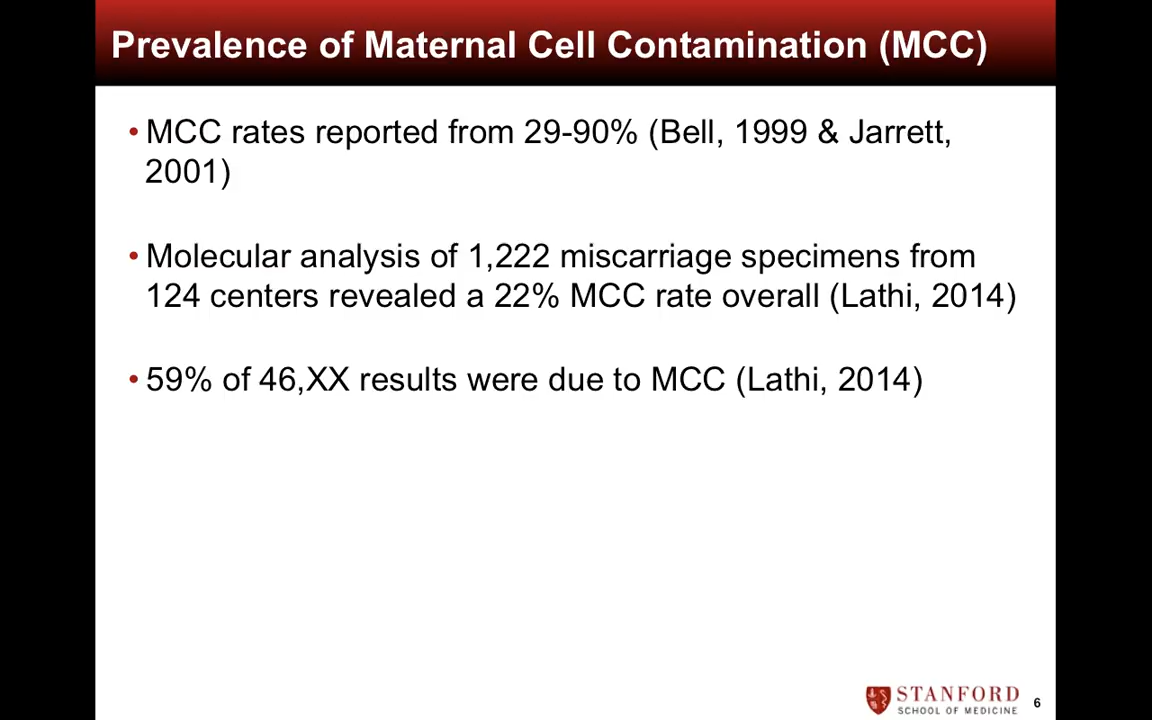 Prevalence of Maternal Cell Contamination (MCC)
• MCC rates reported from 29-90% (Bell, 1999 & Jarrett,
2001)
• Molecular analysis of 1,222 miscarriage specimens from
124 centers revealed a 22% MCC rate overall (Lathi, 2014)
• 59% of 46,XX results were due to MCC (Lathi, 2014)
STANFORD
SCHOOL OF MEDICINE
6